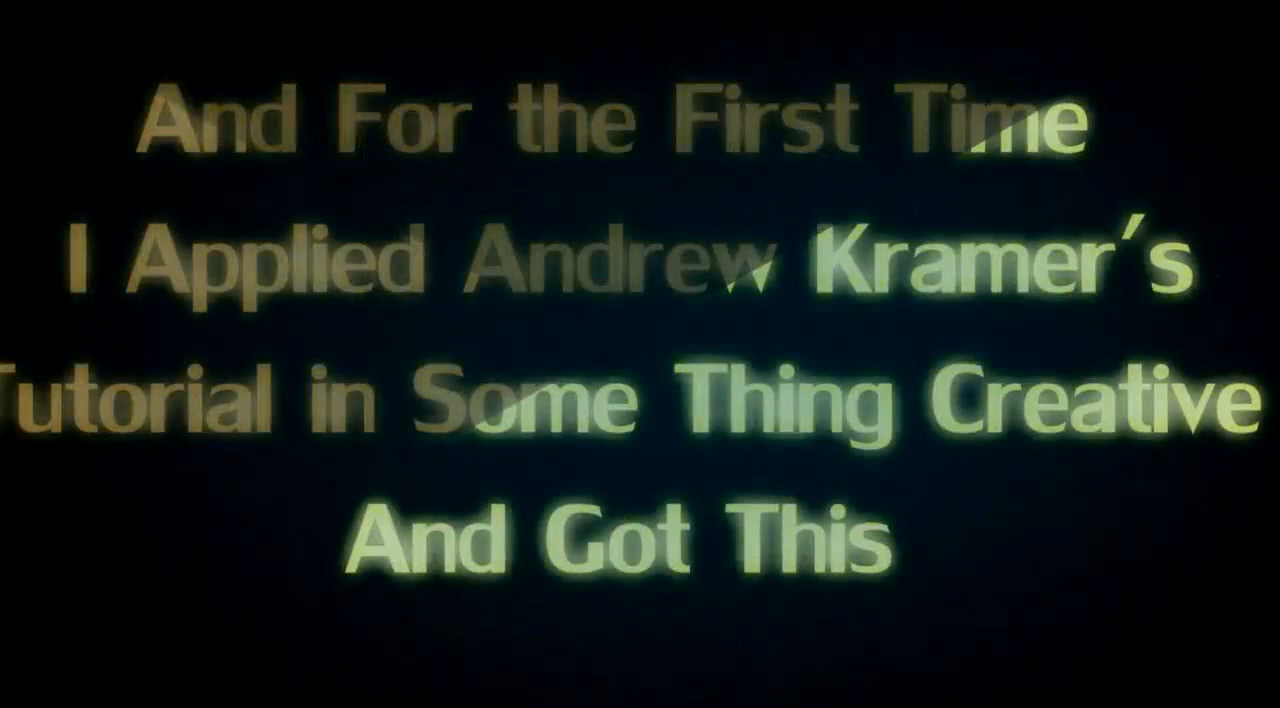 And For the First Time
I Applied Andrew Kramer's
Tutorial in Some Thing Creative
And Got This